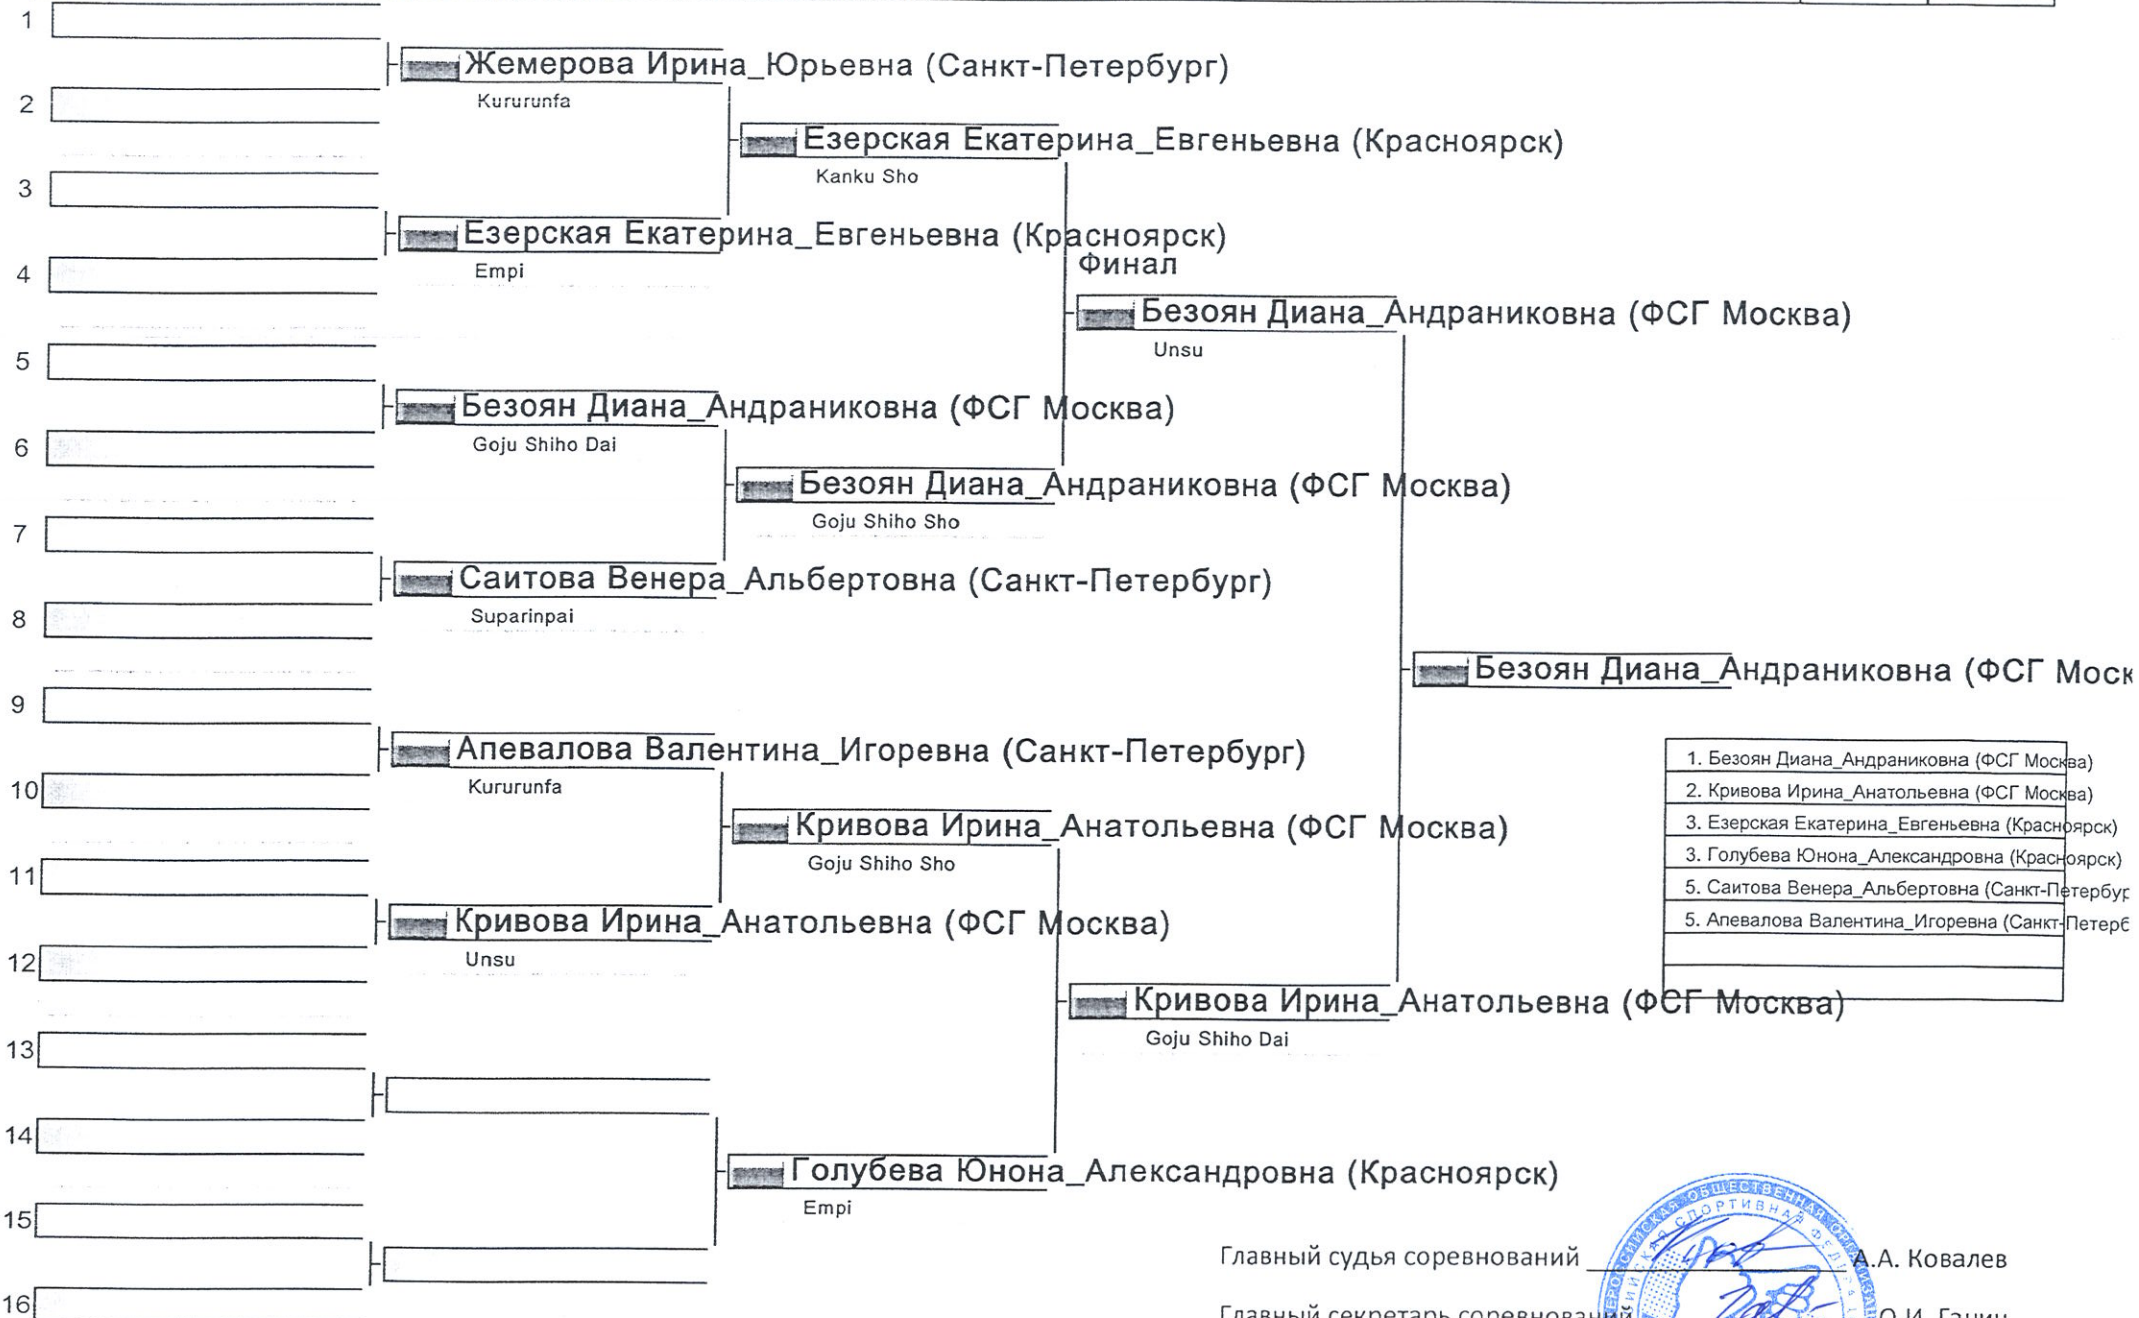 1
Жемерова Ирина_Юрьевна (Санкт-Петербург)
2
Kururunfa
Езерская Екатерина_Евгеньевна (Красноярск)
Kanku Sho
3
Езерская Екатерина_Евгеньевна (Красноярск)
Empi
4
Финал
Безоян Диана_Андраниковна (ФСГ Москва)
Unsu
5
Безоян Диана_Андраниковна (ФСГ Москва)
Goju Shiho Dai
6
Безоян Диана_Андраниковна (ФСГ Москва)
Goju Shiho Sho
7
Саитова Венера_Альбертовна (Санкт-Петербург)
Suparinpai
8
Безоян Диана_Андраниковна (ФСГ Моск
9
Апевалова Валентина_Игоревна (Санкт-Петербург)
Kururunfa
10
1. Безоян Диана_Андраниковна (ФСГ Москва)
2. Кривова Ирина_Анатольевна (ФСГ Москва)
3. Езерская Екатерина_Евгеньевна (Красноярск)
3. Голубева Юнона_Александровна (Красноярск)
5. Саитова Венера_Альбертовна (Санкт-Петербур
5. Апевалова Валентина_Игоревна (Санкт-Петерб
Кривова Ирина_Анатольевна (ФСГ Москва)
Goju Shiho Sho
11
Кривова Ирина_Анатольевна (ФСГ Москва)
Unsu
12
Кривова Ирина_Анатольевна (ФСГ Москва)
Goju Shiho Dai
13
14
Голубева Юнона_Александровна (Красноярск)
Empi
15
Главный судья соревнований А.А. Ковалев
16
Главный секретарь соревнований О.И. Ганин
ОБЩЕСТВЕННАЯ
СПОРТИВНАЯ